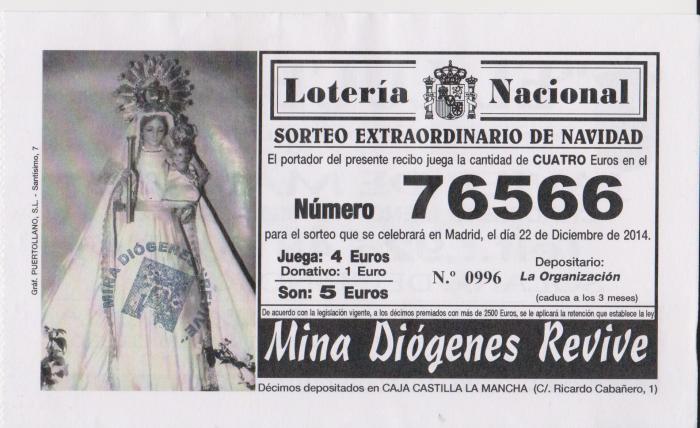 Gráf. PUERTOLLANO, S.L. - Santísimo, 7
MINA DIÓGENES "REVIVE"
Lotería Nacional
SORTEO EXTRAORDINARIO DE NAVIDAD
El portador del presente recibo juega la cantidad de CUATRO Euros en el
Número 76566
para el sorteo que se celebrará en Madrid, el día 22 de Diciembre de 2014.
Juega: 4 Euros
Donativo: 1 Euro
Son: 5 Euros
N.º 0996
Depositario:
La Organización
(caduca a los 3 meses)
De acuerdo con la legislación vigente, a los décimos premiados con más de 2500 Euros, se le aplicará la retención que establece la ley
Mina Diógenes Revive
Décimos depositados en CAJA CASTILLA LA MANCHA (C/. Ricardo Cabañero, 1)